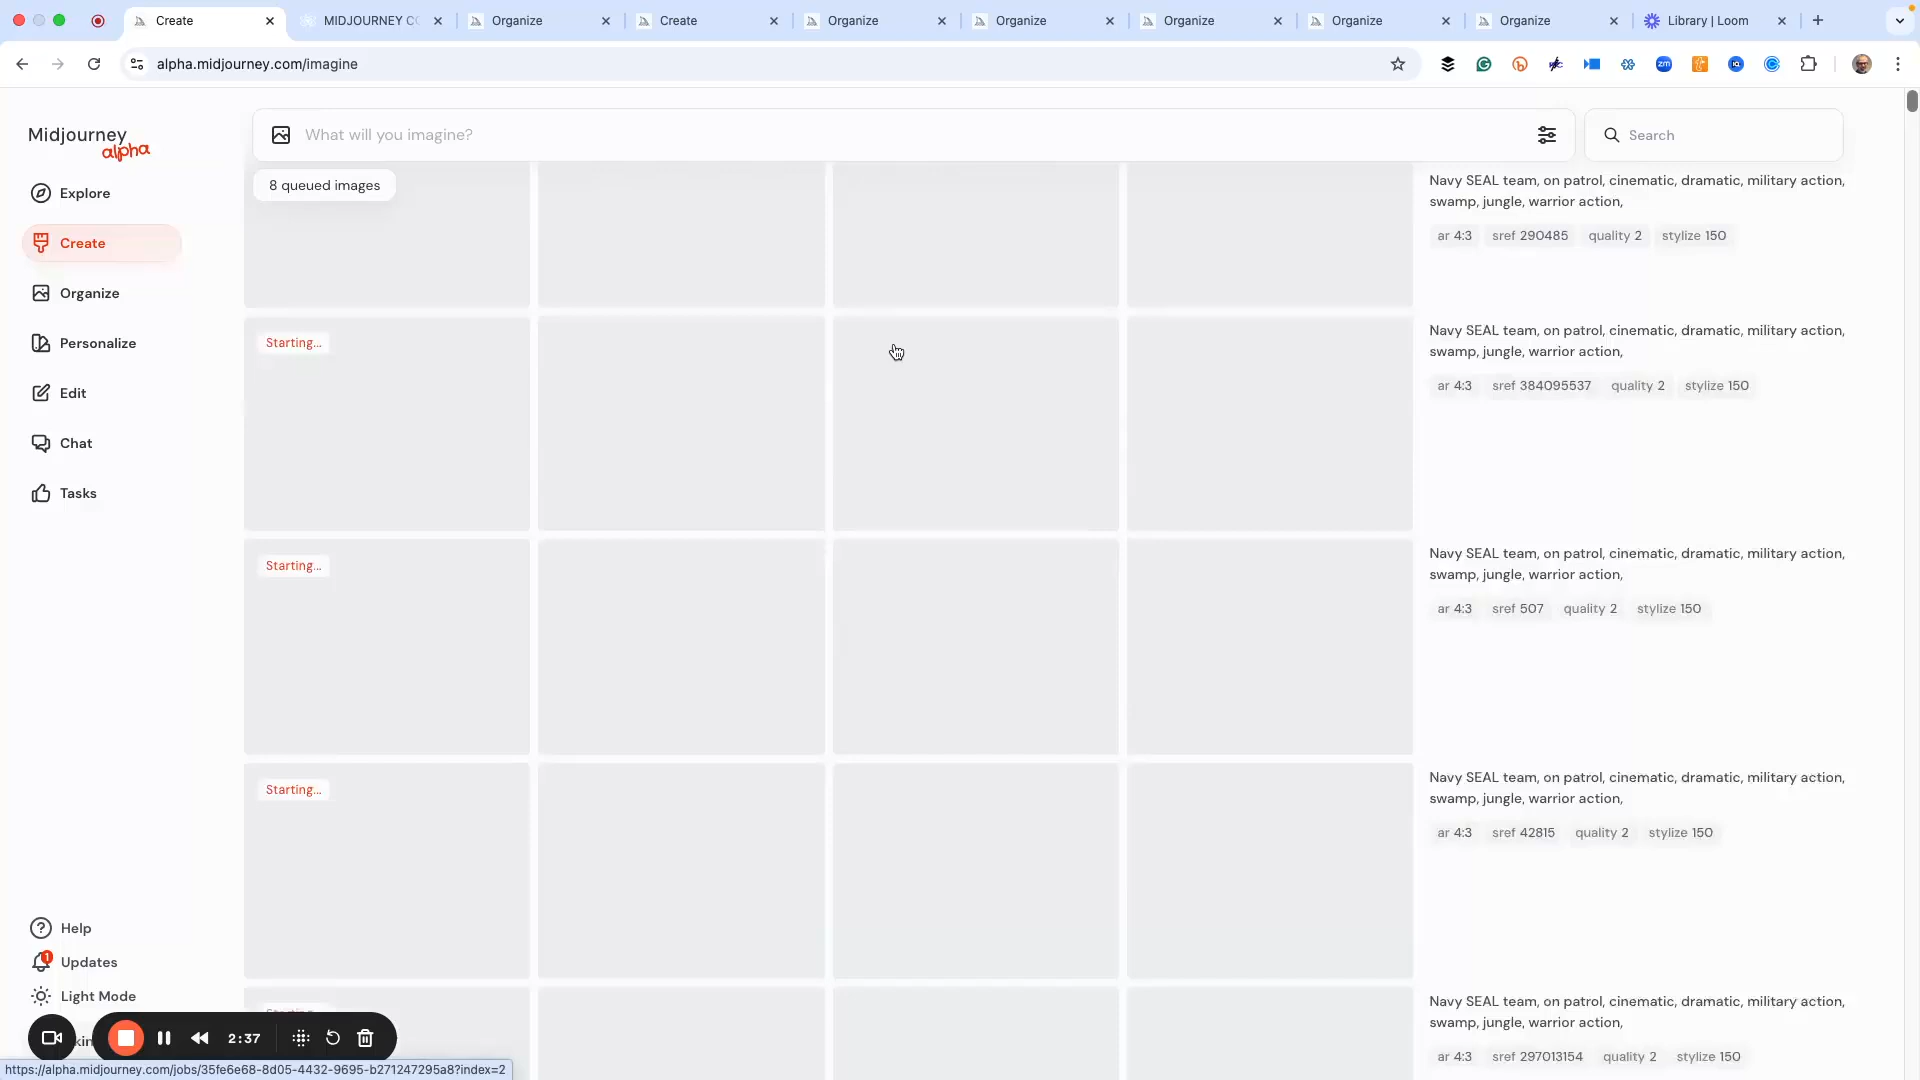 Create
MIDJOURNEY CO
Organize
Create
Organize
Organize
Organize
Organize
Organize
Library | Loom
alpha.midjourney.com/imagine
Midjourney
alpha
What will you imagine?
Search
Explore
Create
Organize
Personalize
Edit
Chat
Tasks
8 queued images
Navy SEAL team, on patrol, cinematic, dramatic, military action,
swamp, jungle, warrior action,
ar 4:3 sref 290485 quality 2 stylize 150
Starting...
Navy SEAL team, on patrol, cinematic, dramatic, military action,
swamp, jungle, warrior action,
ar 4:3 sref 384095537 quality 2 stylize 150
Starting...
Navy SEAL team, on patrol, cinematic, dramatic, military action,
swamp, jungle, warrior action,
ar 4:3 sref 507 quality 2 stylize 150
Starting...
Navy SEAL team, on patrol, cinematic, dramatic, military action,
swamp, jungle, warrior action,
ar 4:3 sref 42815 quality 2 stylize 150
Starting...
Navy SEAL team, on patrol, cinematic, dramatic, military action,
swamp, jungle, warrior action,
ar 4:3 sref 297013154 quality 2 stylize 150
Help
1
Updates
Light Mode
2:37
https://alpha.midjourney.com/jobs/35fe6e68-8d05-4432-9695-b271247295a8?index=2